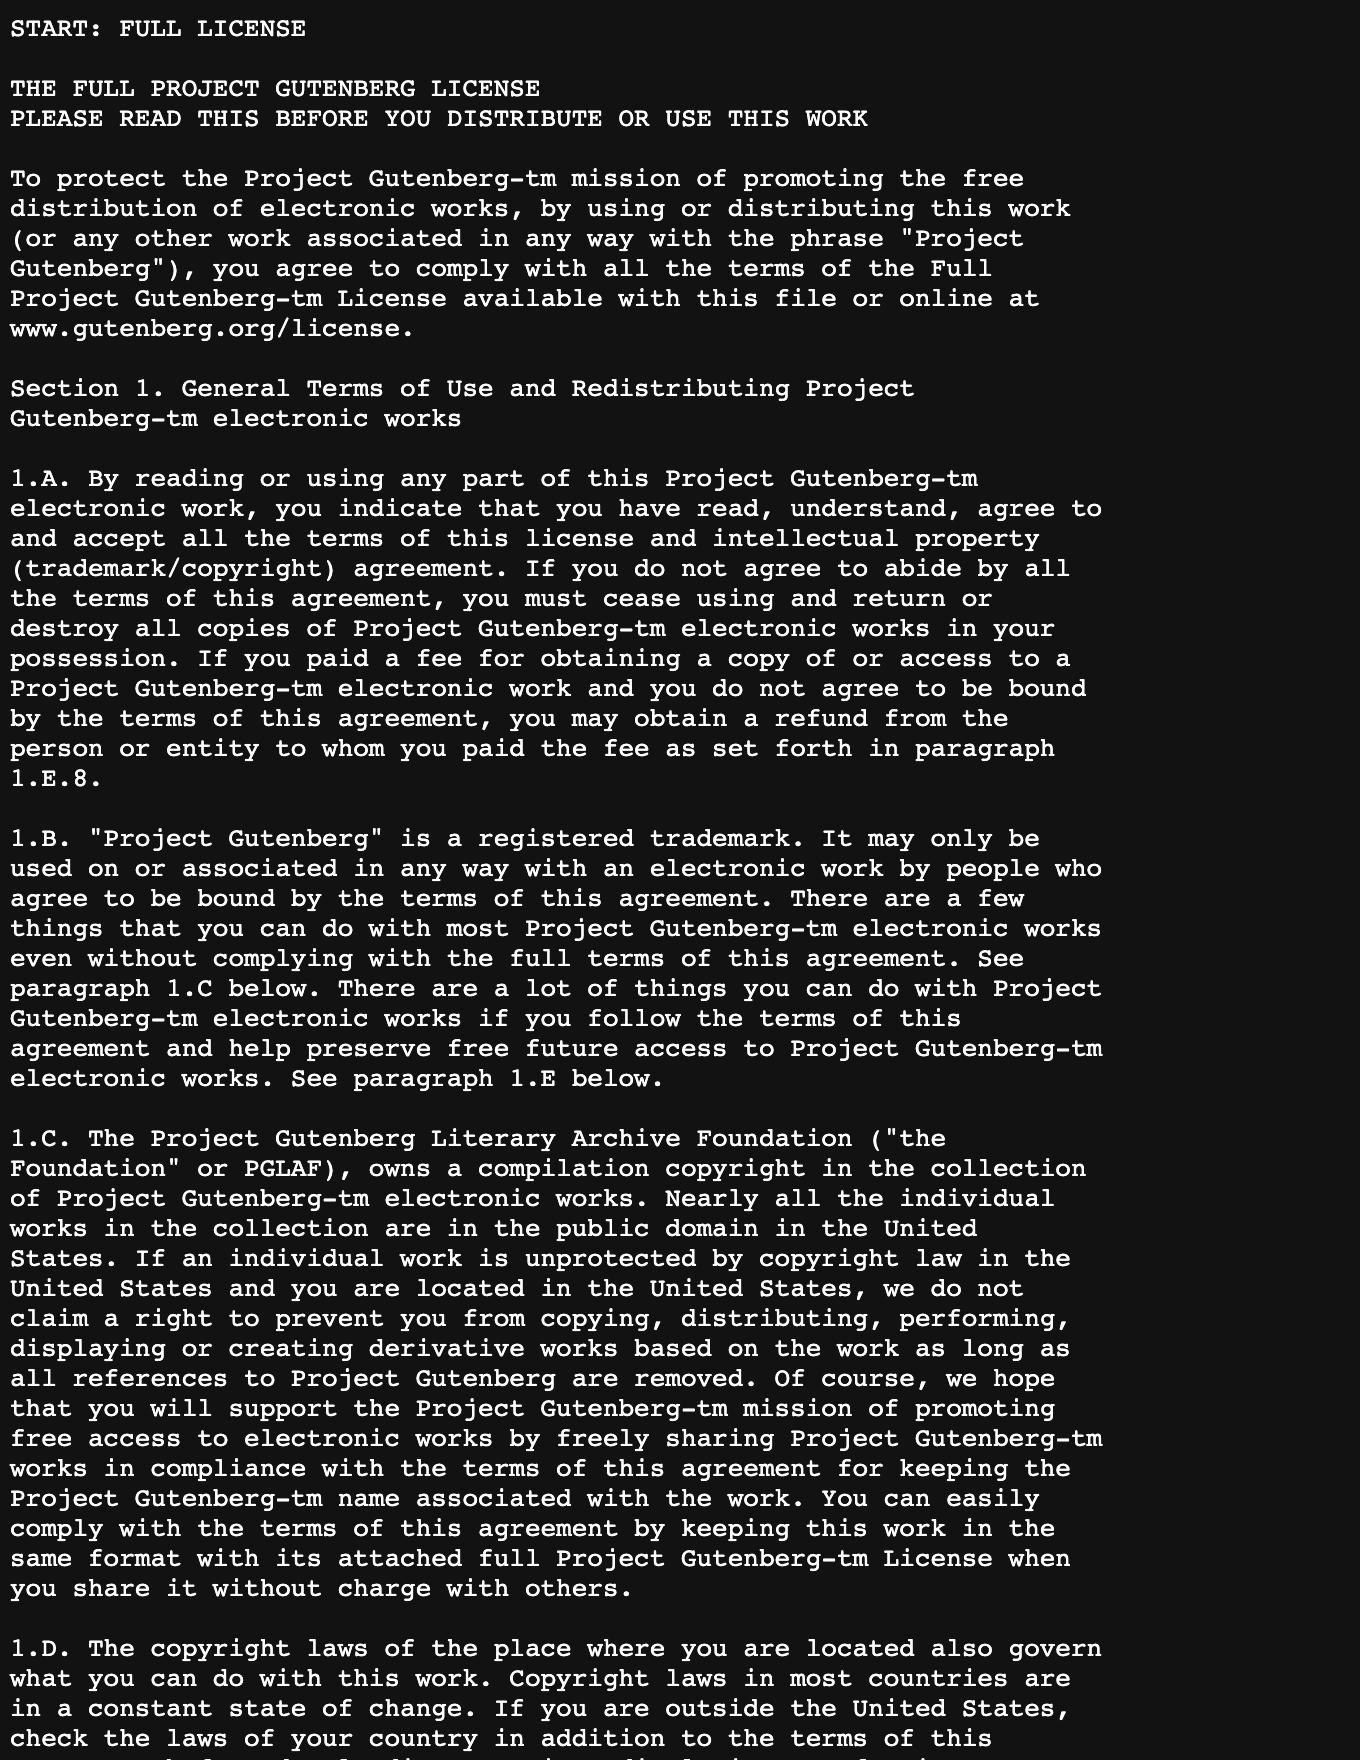 START: FULL LICENSE
THE FULL PROJECT GUTENBERG LICENSE
PLEASE READ THIS BEFORE YOU DISTRIBUTE OR USE THIS WORK
To protect the Project Gutenberg-tm mission of promoting the free
distribution of electronic works, by using or distributing this work
(or any other work associated in any way with the phrase "Project
Gutenberg"), you agree to comply with all the terms of the Full
Project Gutenberg-tm License available with this file or online at
www.gutenberg.org/license.
Section 1. General Terms of Use and Redistributing Project
Gutenberg-tm electronic works
1.A. By reading or using any part of this Project Gutenberg-tm
electronic work, you indicate that you have read, understand, agree to
and accept all the terms of this license and intellectual property
(trademark/copyright) agreement. If you do not agree to abide by all
the terms of this agreement, you must cease using and return or
destroy all copies of Project Gutenberg-tm electronic works in your
possession. If you paid a fee for obtaining a copy of or access to a
Project Gutenberg-tm electronic work and you do not agree to be bound
by the terms of this agreement, you may obtain a refund from the
person or entity to whom you paid the fee as set forth in paragraph
1.E.8.
1.B. "Project Gutenberg" is a registered trademark. It may only be
used on or associated in any way with an electronic work by people who
agree to be bound by the terms of this agreement. There are a few
things that you can do with most Project Gutenberg-tm electronic works
even without complying with the full terms of this agreement. See
paragraph 1.C below. There are a lot of things you can do with Project
Gutenberg-tm electronic works if you follow the terms of this
agreement and help preserve free future access to Project Gutenberg-tm
electronic works. See paragraph 1.E below.
1.C. The Project Gutenberg Literary Archive Foundation ("the
Foundation" or PGLAF), owns a compilation copyright in the collection
of Project Gutenberg-tm electronic works. Nearly all the individual
works in the collection are in the public domain in the United
States. If an individual work is unprotected by copyright law in the
United States and you are located in the United States, we do not
claim a right to prevent you from copying, distributing, performing,
displaying or creating derivative works based on the work as long as
all references to Project Gutenberg are removed. Of course, we hope
that you will support the Project Gutenberg-tm mission of promoting
free access to electronic works by freely sharing Project Gutenberg-tm
works in compliance with the terms of this agreement for keeping the
Project Gutenberg-tm name associated with the work. You can easily
comply with the terms of this agreement by keeping this work in the
same format with its attached full Project Gutenberg-tm License when
you share it without charge with others.
1.D. The copyright laws of the place where you are located also govern
what you can do with this work. Copyright laws in most countries are
in a constant state of change. If you are outside the United States,
check the laws of your country in addition to the terms of this